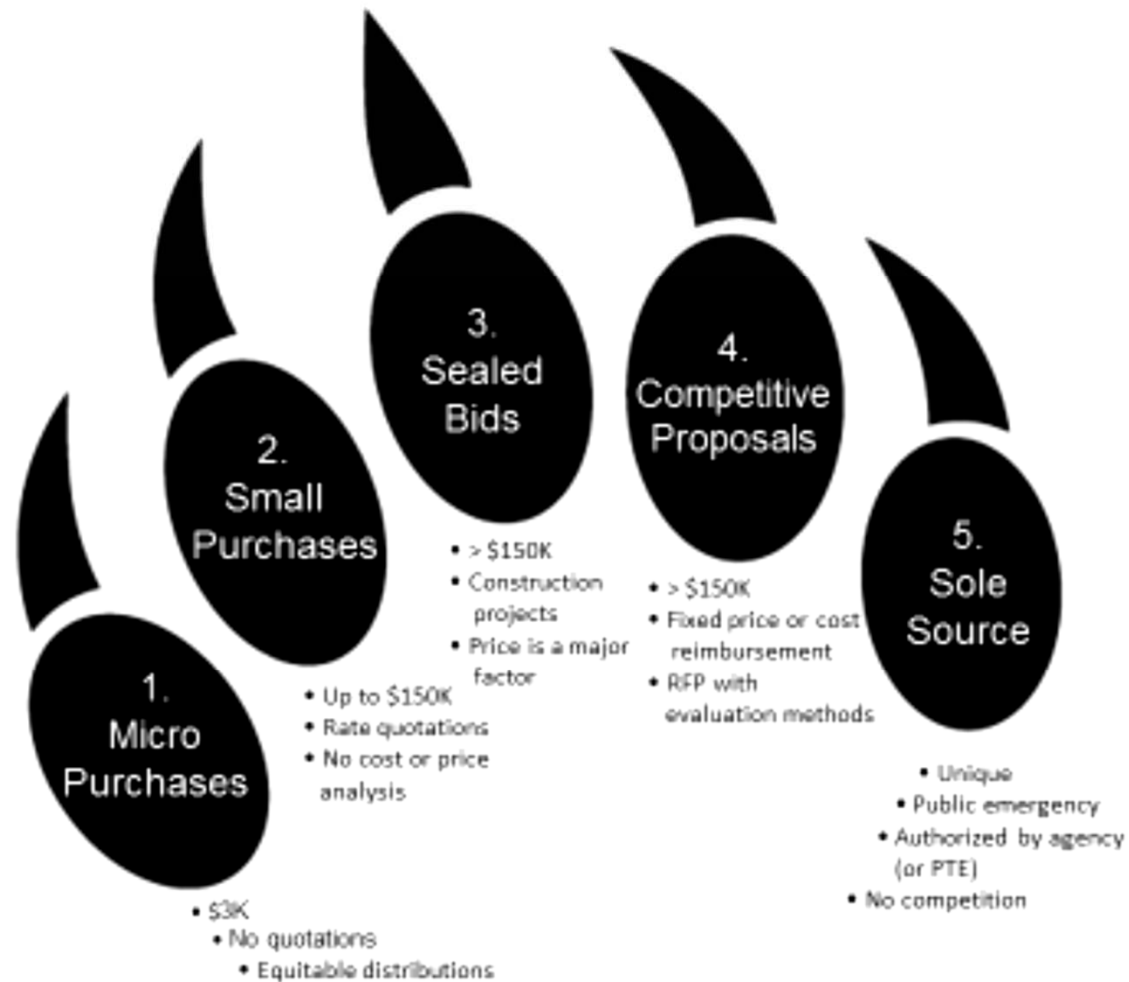 1.
Micro
Purchases
• $3K
• No quotations
• Equitable distributions
2.
Small
Purchases
• Up to $150K
• Rate quotations
• No cost or price
analysis
3.
Sealed
Bids
• > $150K
• Construction
projects
• Price is a major
factor
4.
Competitive
Proposals
• > $150K
• Fixed price or cost
reimbursement
• RFP with
evaluation methods
5.
Sole
Source
• Unique
• Public emergency
• Authorized by agency
(or PTE)
• No competition